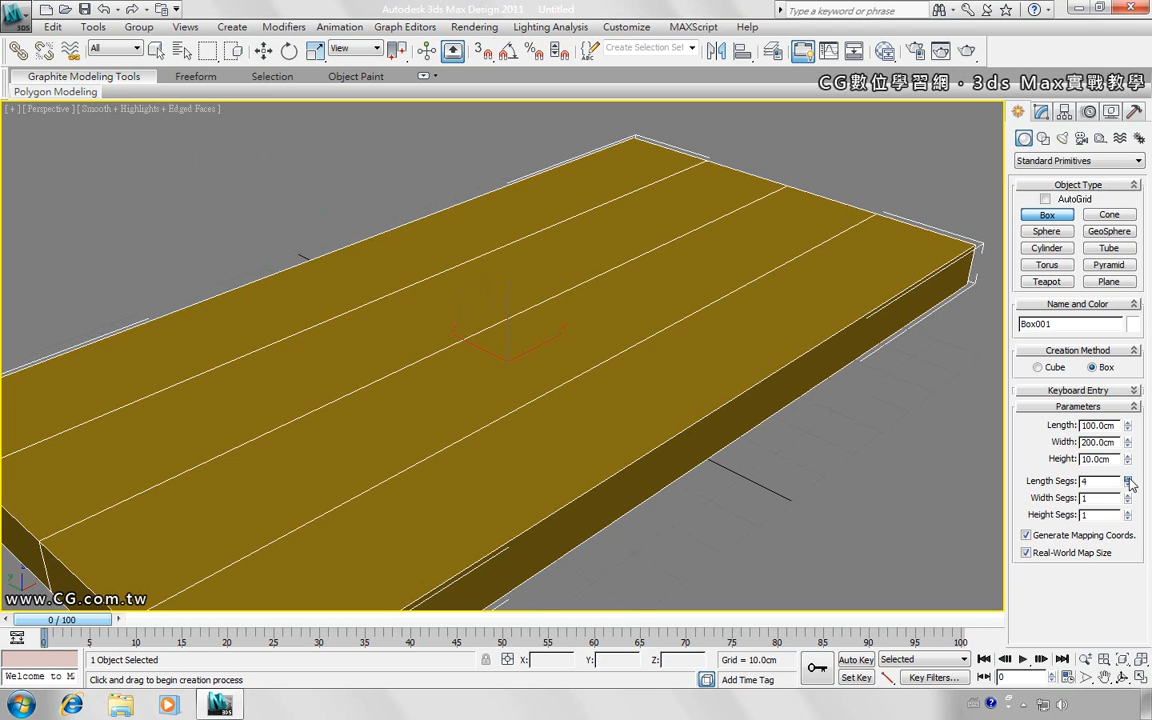 Autodesk 3ds Max Design 2011 Untitled
Type a keyword or phrase
Edit Tools Group Views Create Modifiers Animation Graph Editors Rendering Lighting Analysis Customize MAXScript Help
All View Create Selection Set
Graphite Modeling Tools Freeform Selection Object Paint
Polygon Modeling
CG數位學習網・3ds Max實戰教學
[ + ] [ Perspective ] [ Smooth + Highlights + Edged Faces ]
Standard Primitives
Object Type
AutoGrid
Box Cone
Sphere GeoSphere
Cylinder Tube
Torus Pyramid
Teapot Plane
Name and Color
Box001
Creation Method
Cube Box
Keyboard Entry
Parameters
Length: 100.0cm
Width: 200.0cm
Height: 10.0cm
Length Segs: 4
Width Segs: 1
Height Segs: 1
Generate Mapping Coords.
Real-World Map Size
www.CG.com.tw
0 / 100
0 5 10 15 20 25 30 35 40 45 50 55 60 65 70 75 80 85 90 95 100
1 Object Selected X: Y: Z: Grid = 10.0cm Auto Key Selected
Welcome to M Click and drag to begin creation process Add Time Tag Set Key Key Filters... 0